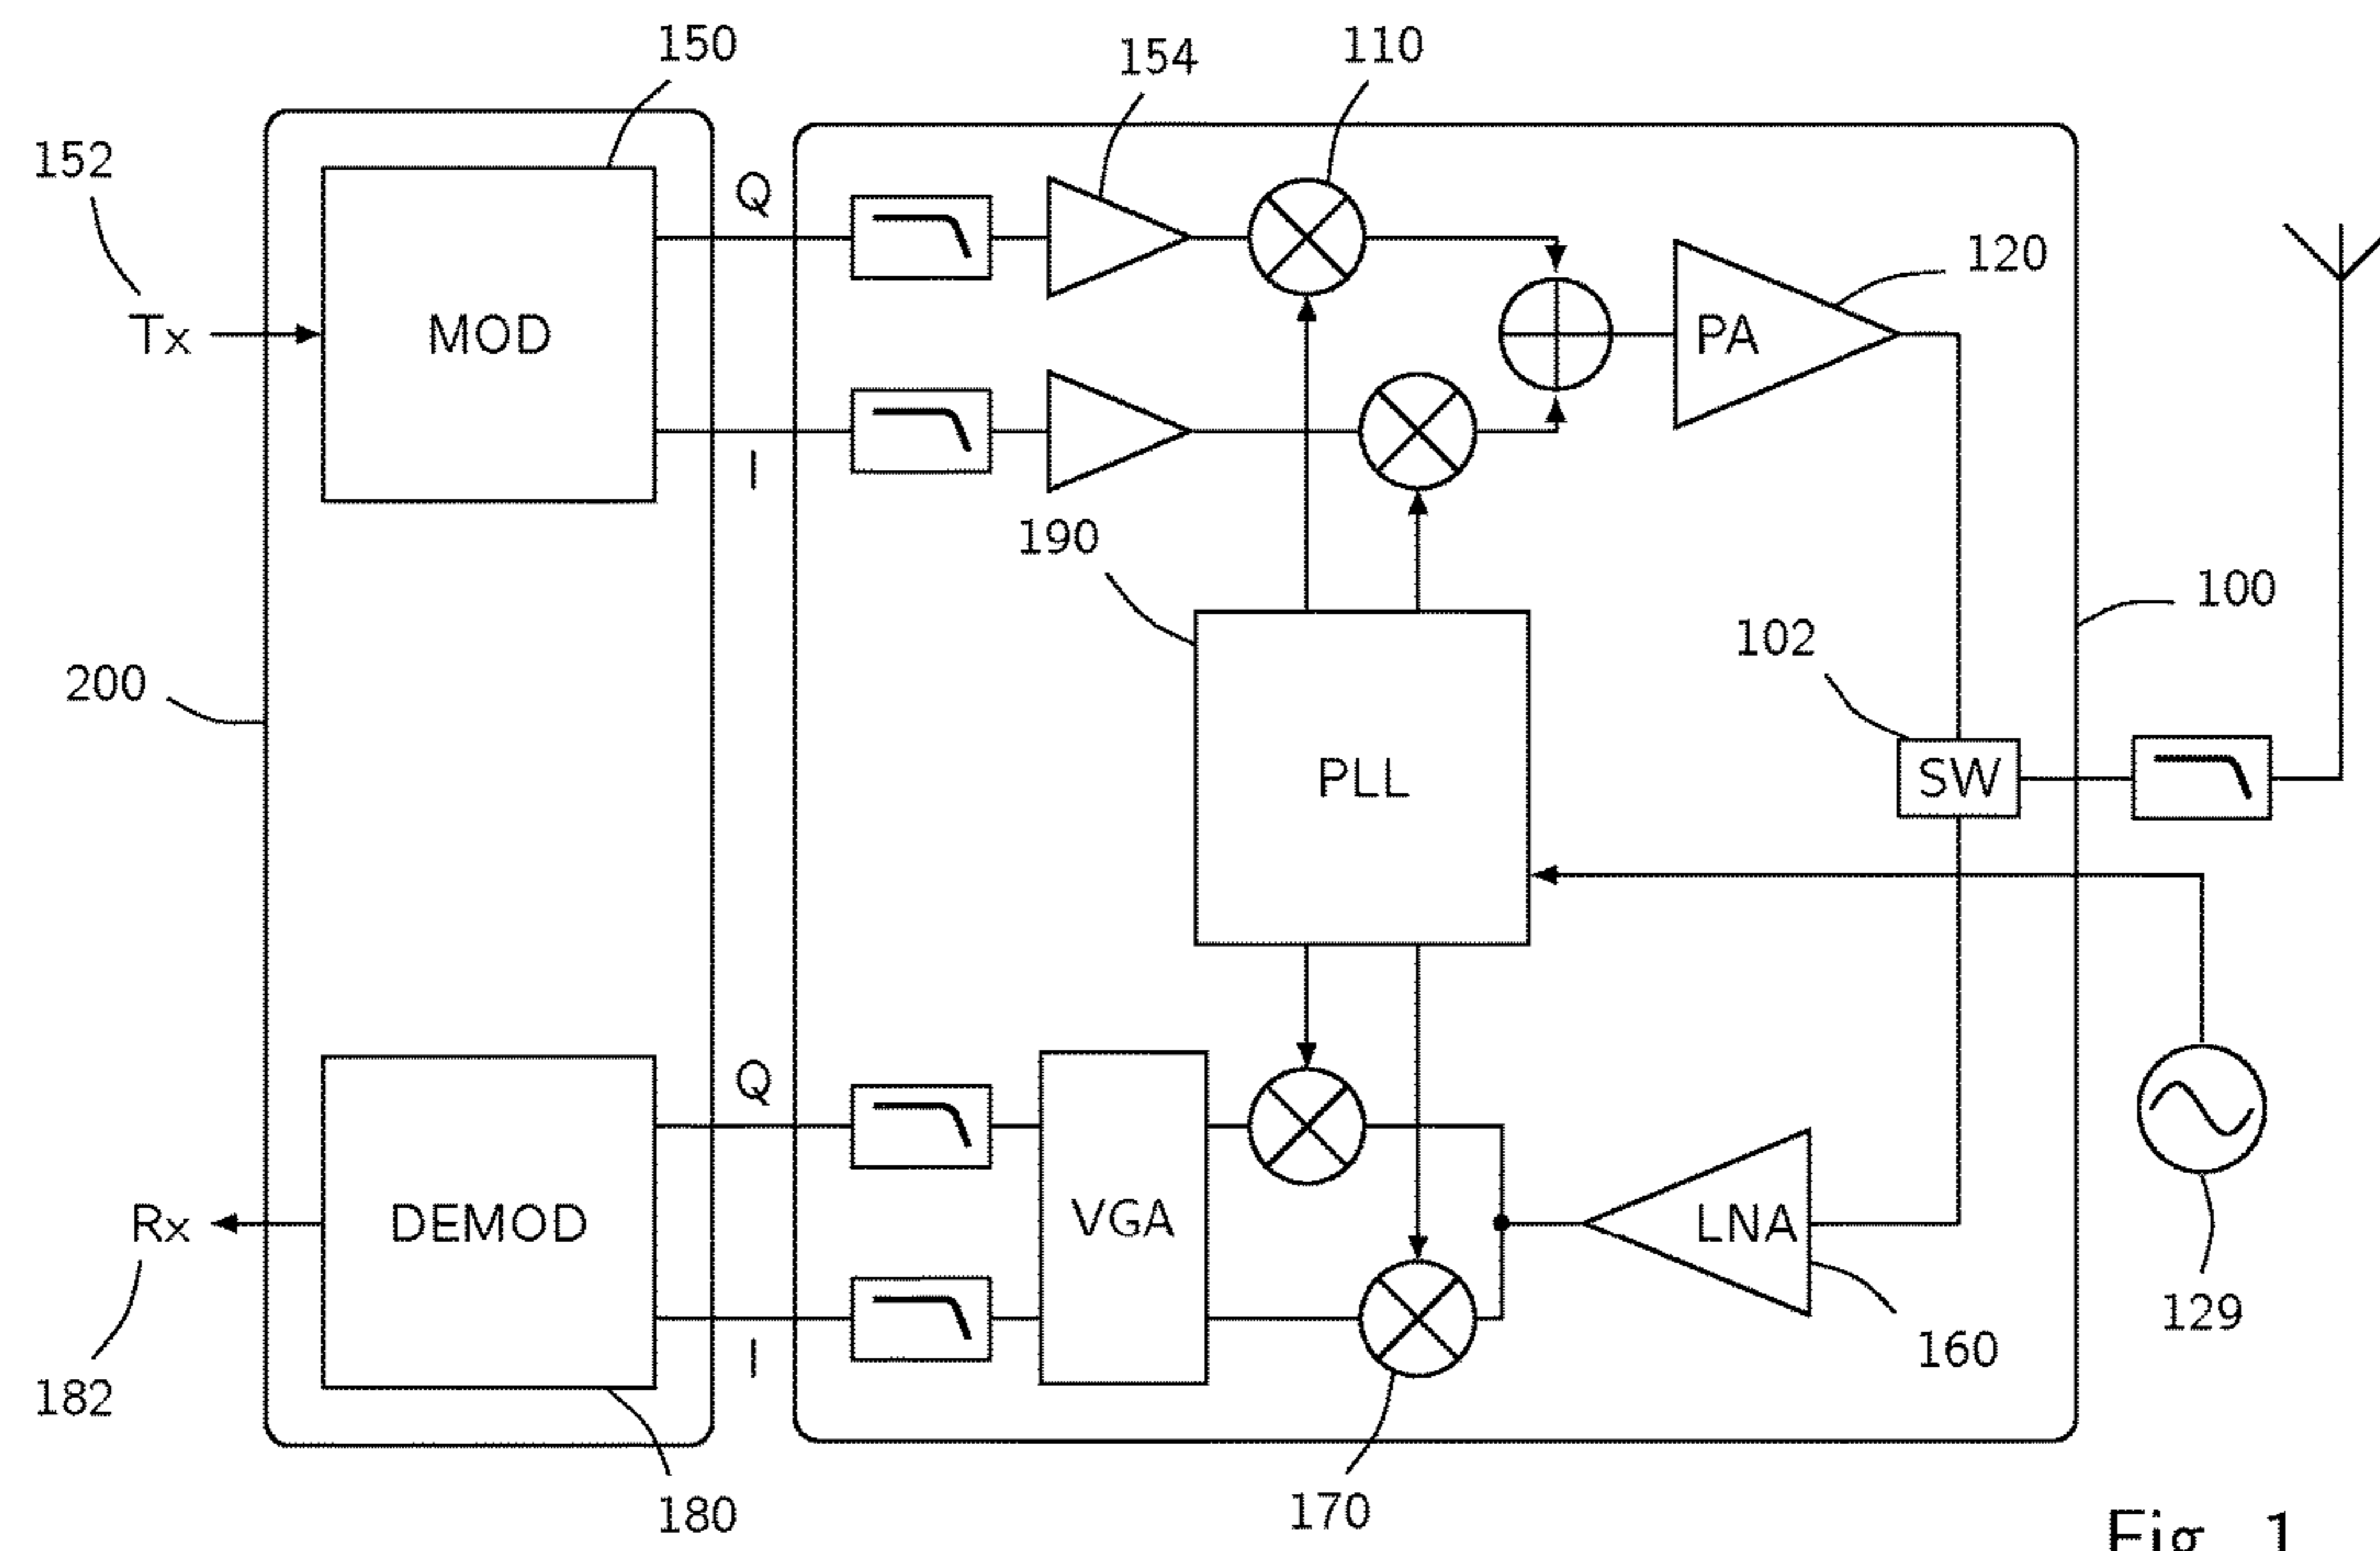 150
154
110
152
Q
120
Tx
MOD
PA
I
190
100
102
200
PLL
SW
Q
VGA
Rx
DEMOD
LNA
129
160
I
182
180
170
Fig. 1